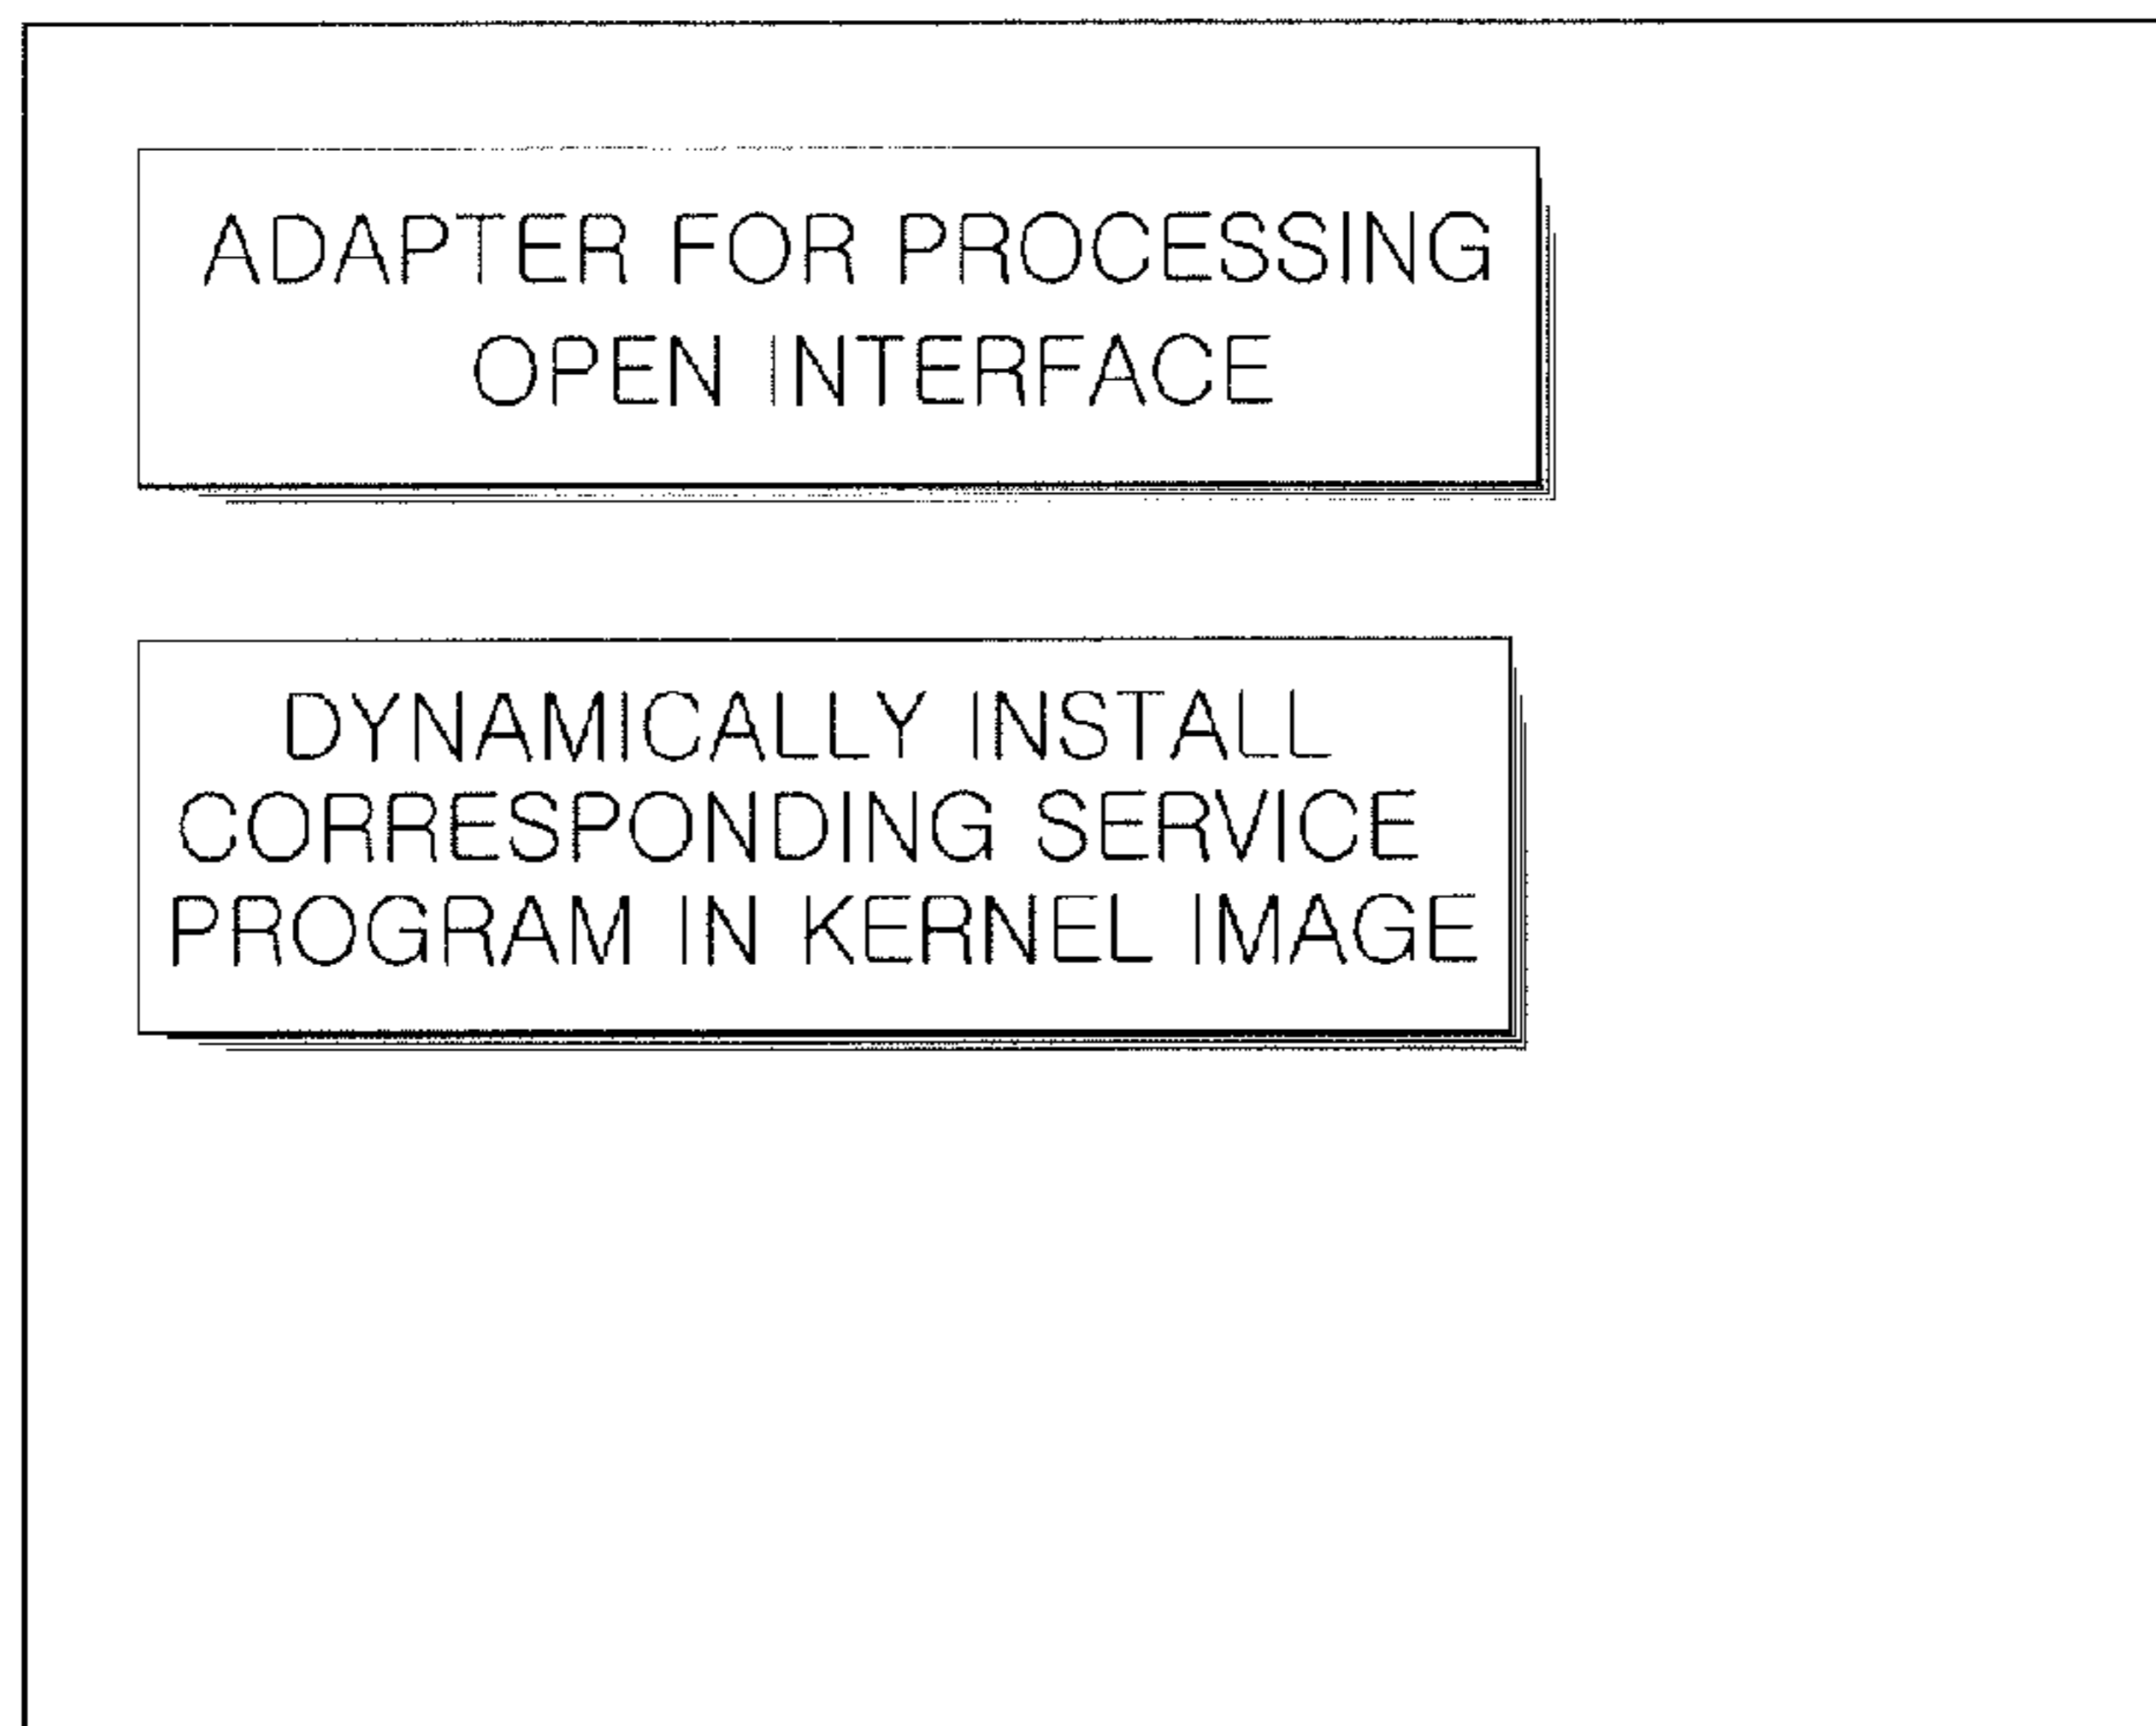 ADAPTER FOR PROCESSING
OPEN INTERFACE
DYNAMICALLY INSTALL
CORRESPONDING SERVICE
PROGRAM IN KERNEL IMAGE